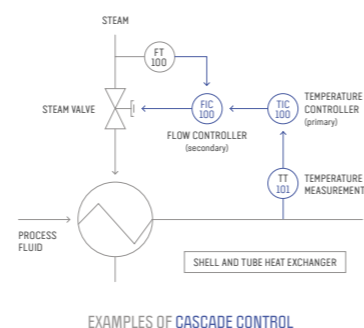 STEAM
FT
100
STEAM VALVE
FIC
100
TIC
100
TEMPERATURE
CONTROLLER
(primary)
FLOW CONTROLLER
(secondary)
TT
101
TEMPERATURE
MEASUREMENT
PROCESS
FLUID
SHELL AND TUBE HEAT EXCHANGER
EXAMPLES OF CASCADE CONTROL